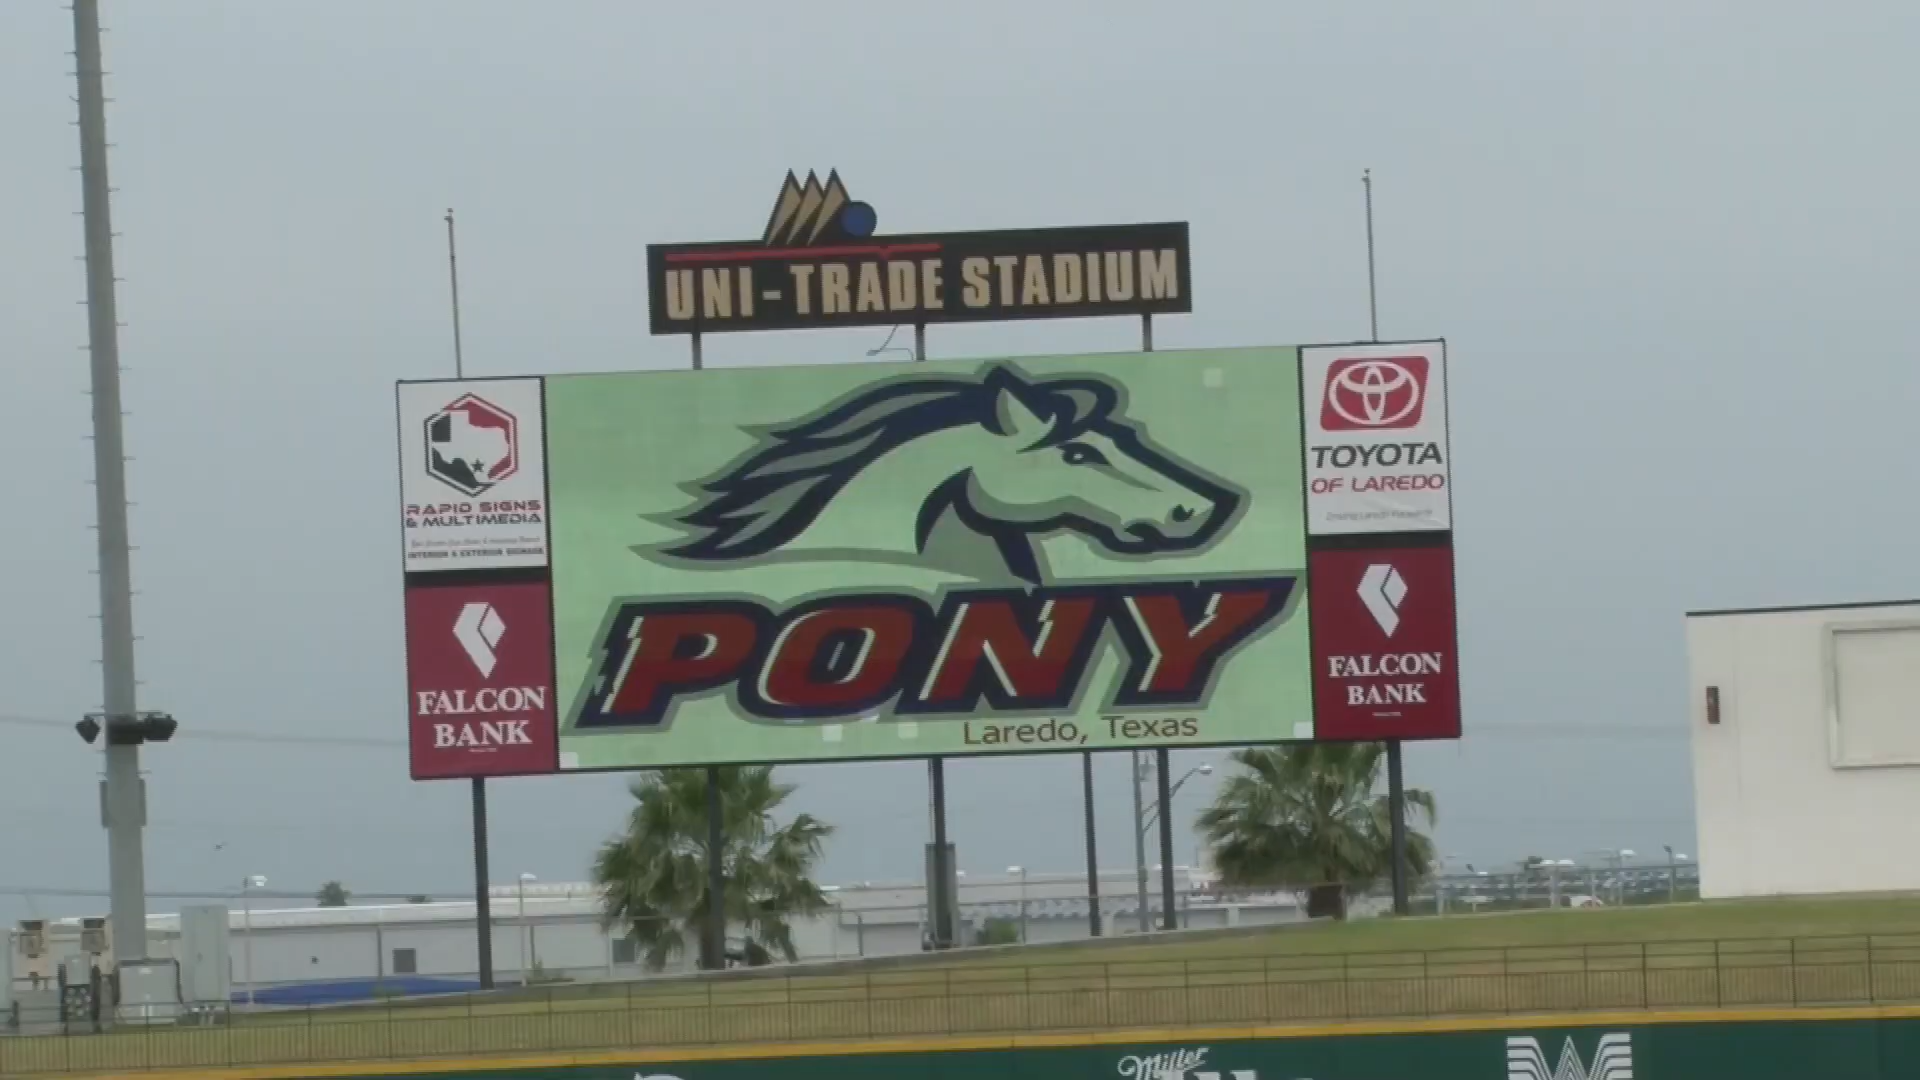 UNI-TRADE STADIUM
RAPID SIGNS
& MULTIMEDIA
INTERIOR & EXTERIOR SIGNAGE
FALCON
BANK
PONY
Laredo, Texas
TOYOTA
OF LAREDO
FALCON
BANK
Miller